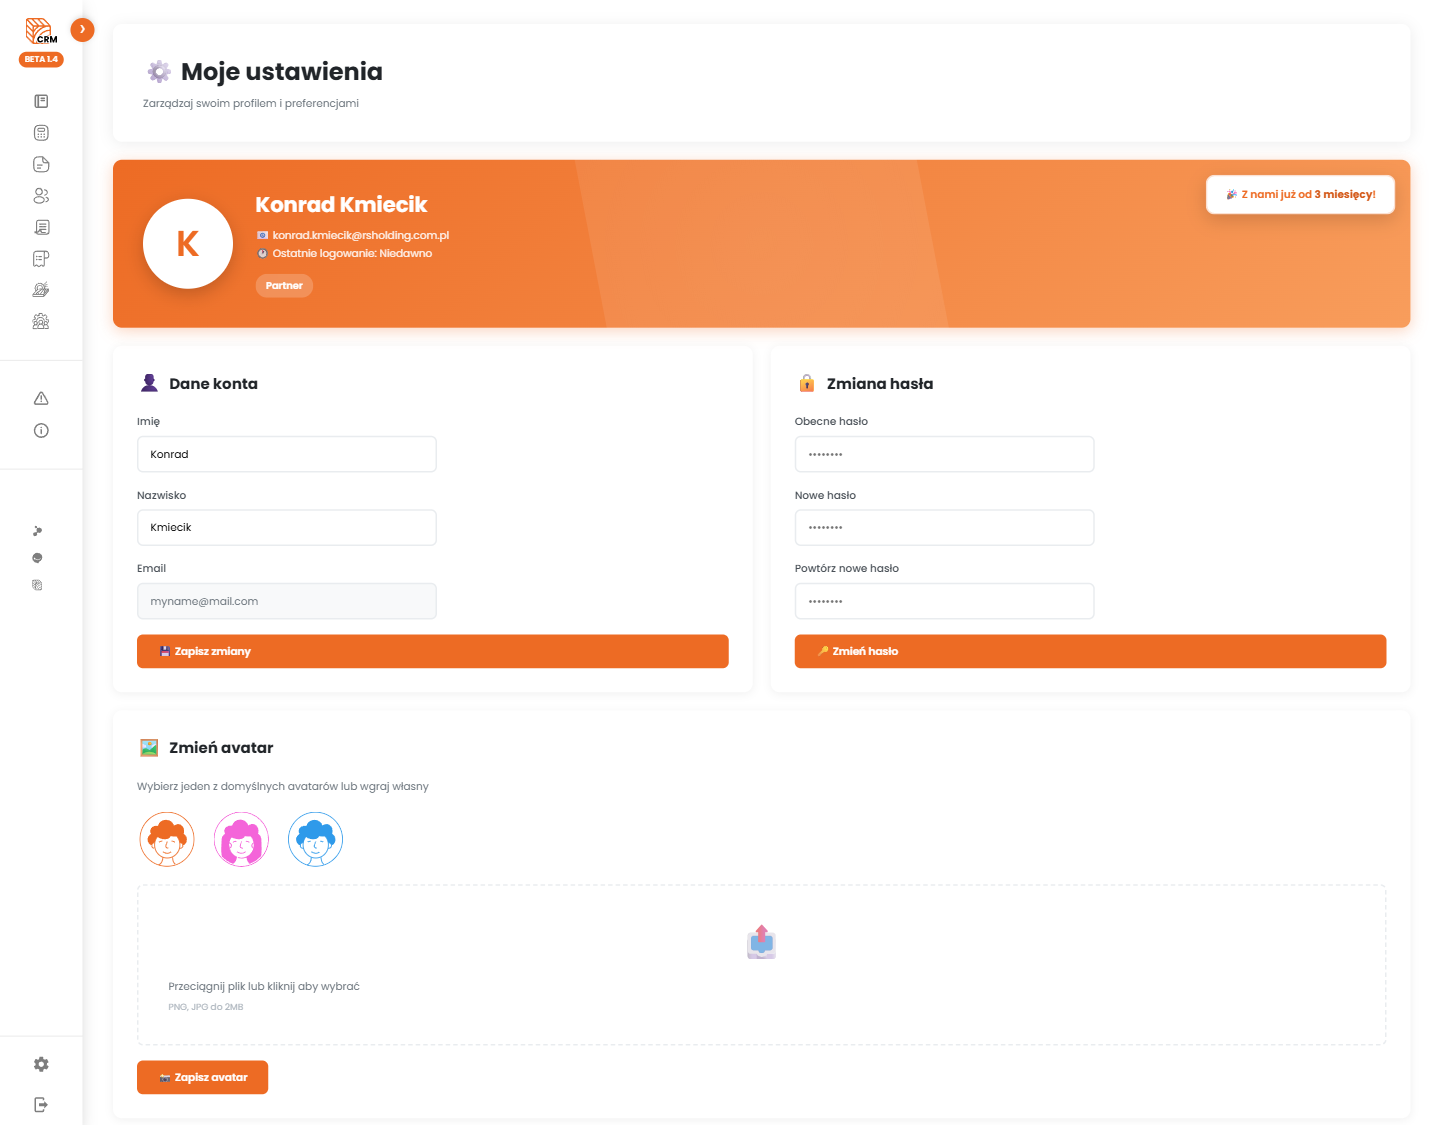 CRM
BETA 1.4
Moje ustawienia
Zarządzaj swoim profilem i preferencjami
K
Konrad Kmiecik
konrad.kmiecik@rsholding.com.pl
Ostatnie logowanie: Niedawno
Partner
Z nami już od 3 miesięcy!
Dane konta
Imię
Konrad
Nazwisko
Kmiecik
Email
myname@mail.com
Zapisz zmiany
Zmiana hasła
Obecne hasło
••••••••
Nowe hasło
••••••••
Powtórz nowe hasło
••••••••
Zmień hasło
Zmień avatar
Wybierz jeden z domyślnych avatarów lub wgraj własny
Przeciągnij plik lub kliknij aby wybrać
PNG, JPG do 2MB
Zapisz avatar